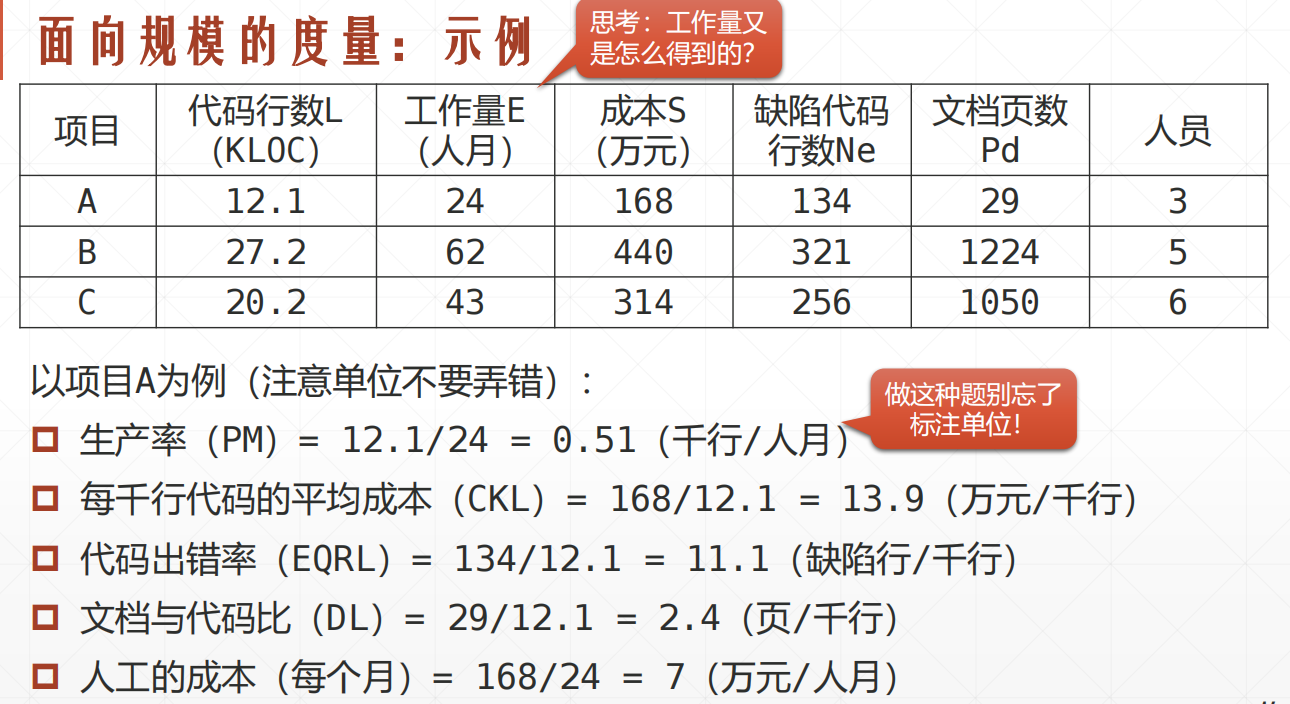 面向规模的度量：示例
思考：工作量又
是怎么得到的？
项目 代码行数L（KLOC） 工作量E（人月） 成本S（万元） 缺陷代码行数Ne 文档页数Pd 人员
A 12.1 24 168 134 29 3
B 27.2 62 440 321 1224 5
C 20.2 43 314 256 1050 6
以项目A为例（注意单位不要弄错）：
生产率（PM）= 12.1/24 = 0.51（千行/人月）
做这种题别忘了
标注单位！
每千行代码的平均成本（CKL）= 168/12.1 = 13.9（万元/千行）
代码出错率（EQRL）= 134/12.1 = 11.1（缺陷行/千行）
文档与代码比（DL）= 29/12.1 = 2.4（页/千行）
人工的成本（每个月）= 168/24 = 7（万元/人月）